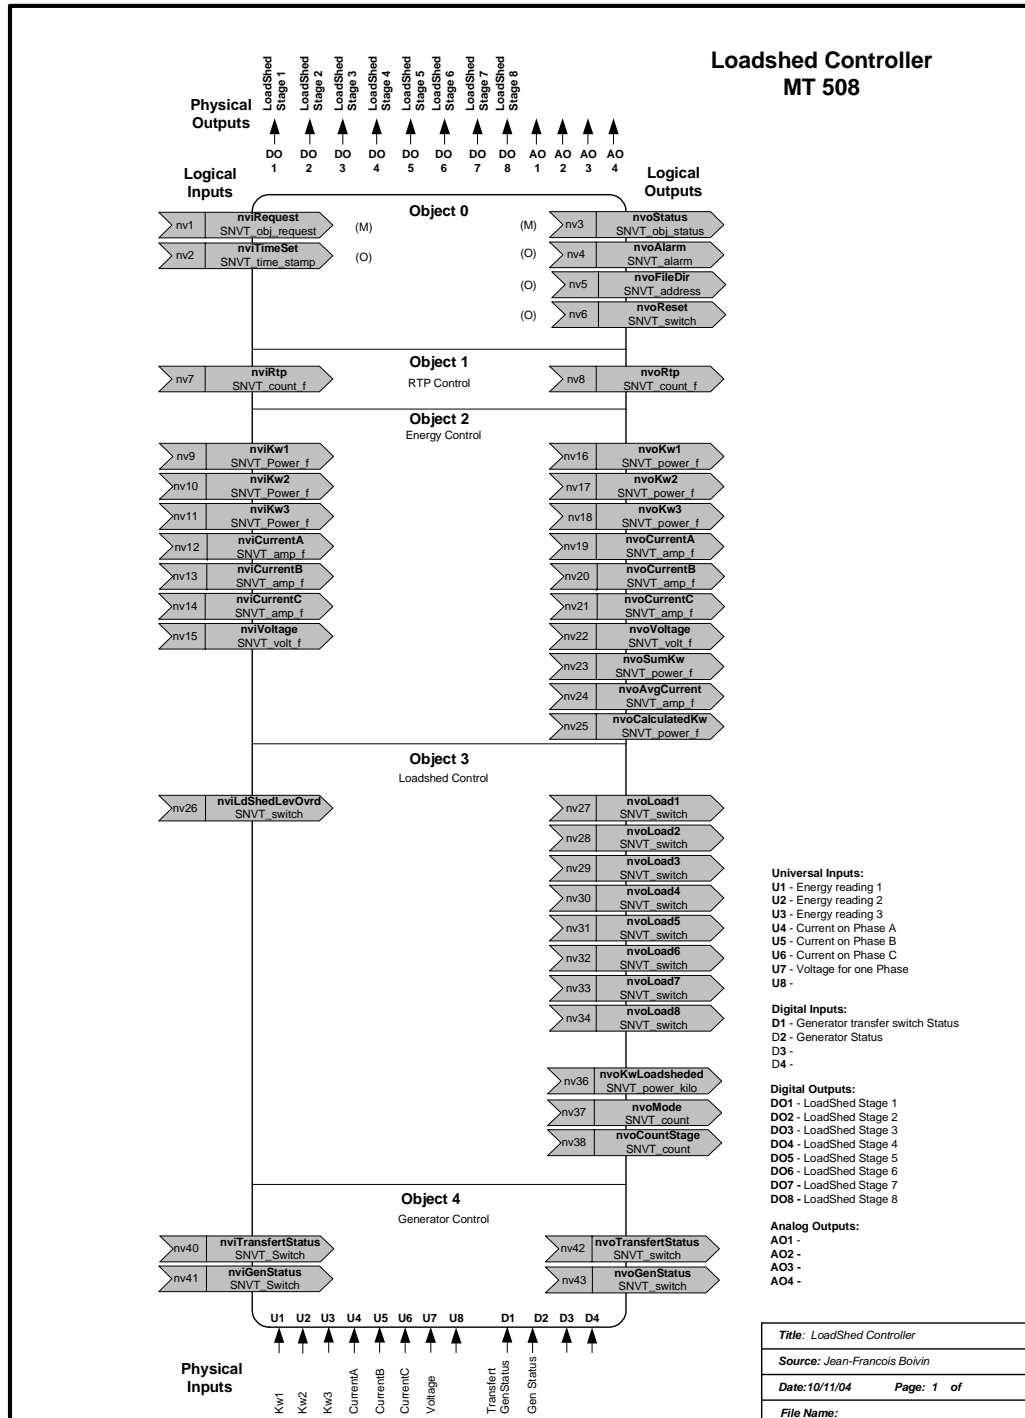 Loadshed Controller
MT 508
Physical
Outputs
LoadShed
Stage 1
LoadShed
Stage 2
LoadShed
Stage 3
LoadShed
Stage 4
LoadShed
Stage 5
LoadShed
Stage 6
LoadShed
Stage 7
LoadShed
Stage 8
DO
1
DO
2
DO
3
DO
4
DO
5
DO
6
DO
7
DO
8
AO
1
AO
2
AO
3
AO
4
Logical
Inputs
Logical
Outputs
Object 0
nv1
nviRequest
SNVT_obj_request
(M)
(M)
nv3
nvoStatus
SNVT_obj_status
nv2
nviTimeSet
SNVT_time_stamp
(O)
(O)
nv4
nvoAlarm
SNVT_alarm
(O)
nv5
nvoFileDir
SNVT_address
(O)
nv6
nvoReset
SNVT_switch
Object 1
RTP Control
nv7
nviRtp
SNVT_count_f
nv8
nvoRtp
SNVT_count_f
Object 2
Energy Control
nv9
nviKw1
SNVT_Power_f
nv16
nvoKw1
SNVT_power_f
nv10
nviKw2
SNVT_Power_f
nv17
nvoKw2
SNVT_power_f
nv11
nviKw3
SNVT_Power_f
nv18
nvoKw3
SNVT_power_f
nv12
nviCurrentA
SNVT_amp_f
nv19
nvoCurrentA
SNVT_amp_f
nv13
nviCurrentB
SNVT_amp_f
nv20
nvoCurrentB
SNVT_amp_f
nv14
nviCurrentC
SNVT_amp_f
nv21
nvoCurrentC
SNVT_amp_f
nv15
nviVoltage
SNVT_volt_f
nv22
nvoVoltage
SNVT_volt_f
nv23
nvoSumKw
SNVT_power_f
nv24
nvoAvgCurrent
SNVT_amp_f
nv25
nvoCalculatedKw
SNVT_power_f
Object 3
Loadshed Control
nv26
nviLdShedLevOvrd
SNVT_switch
nv27
nvoLoad1
SNVT_switch
nv28
nvoLoad2
SNVT_switch
nv29
nvoLoad3
SNVT_switch
nv30
nvoLoad4
SNVT_switch
nv31
nvoLoad5
SNVT_switch
nv32
nvoLoad6
SNVT_switch
nv33
nvoLoad7
SNVT_switch
nv34
nvoLoad8
SNVT_switch
nv36
nvoKwLoadsheded
SNVT_power_kilo
nv37
nvoMode
SNVT_count
nv38
nvoCountStage
SNVT_count
Object 4
Generator Control
nv40
nviTransfertStatus
SNVT_Switch
nv42
nvoTransfertStatus
SNVT_switch
nv41
nviGenStatus
SNVT_Switch
nv43
nvoGenStatus
SNVT_switch
U1 U2 U3 U4 U5 U6 U7 U8 D1 D2 D3 D4
Physical
Inputs
Kw1
Kw2
Kw3
CurrentA
CurrentB
CurrentC
Voltage
Transfert
GenStatus
Gen Status
Universal Inputs:
U1 - Energy reading 1
U2 - Energy reading 2
U3 - Energy reading 3
U4 - Current on Phase A
U5 - Current on Phase B
U6 - Current on Phase C
U7 - Voltage for one Phase
U8 -
Digital Inputs:
D1 - Generator transfer switch Status
D2 - Generator Status
D3 -
D4 -
Digital Outputs:
DO1 - LoadShed Stage 1
DO2 - LoadShed Stage 2
DO3 - LoadShed Stage 3
DO4 - LoadShed Stage 4
DO5 - LoadShed Stage 5
DO6 - LoadShed Stage 6
DO7 - LoadShed Stage 7
DO8 - LoadShed Stage 8
Analog Outputs:
AO1 -
AO2 -
AO3 -
AO4 -
Title: LoadShed Controller
Source: Jean-Francois Boivin
Date:10/11/04 Page: 1 of
File Name: